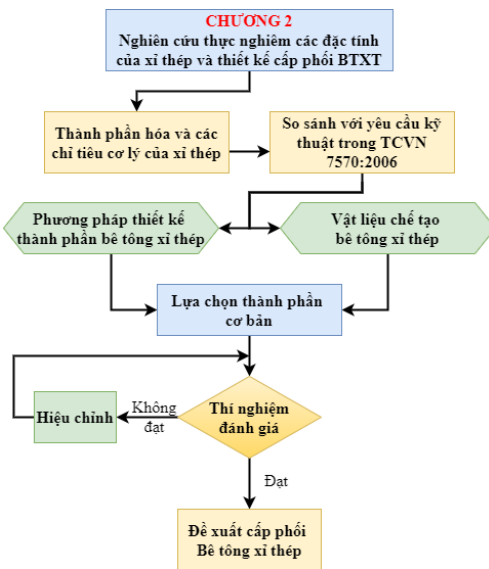 CHƯƠNG 2
Nghiên cứu thực nghiệm các đặc tính
của xỉ thép và thiết kế cấp phối BTXT
Thành phần hóa và các
chỉ tiêu cơ lý của xỉ thép
So sánh với yêu cầu kỹ
thuật trong TCVN
7570:2006
Phương pháp thiết kế
thành phần bê tông xỉ thép
Vật liệu chế tạo
bê tông xỉ thép
Lựa chọn thành phần
cơ bản
Hiệu chỉnh
Không
đạt
Thí nghiệm
đánh giá
Đạt
Đề xuất cấp phối
Bê tông xỉ thép